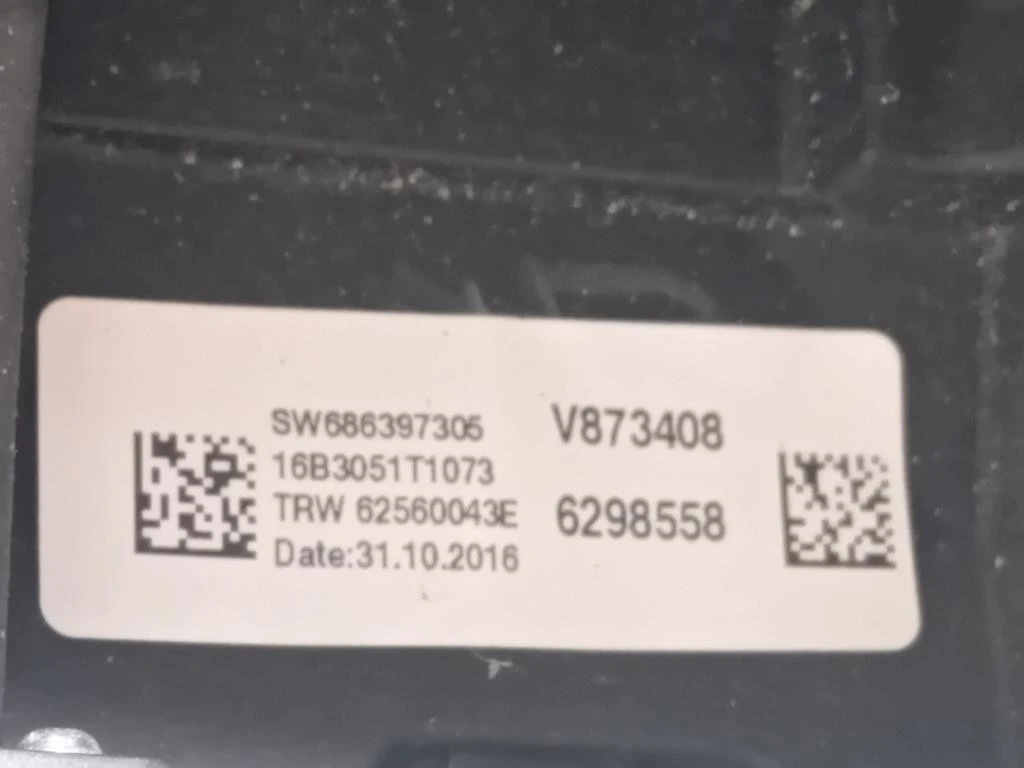 SW686397305
16B3051T1073
TRW 62560043E
Date:31.10.2016
V873408
6298558